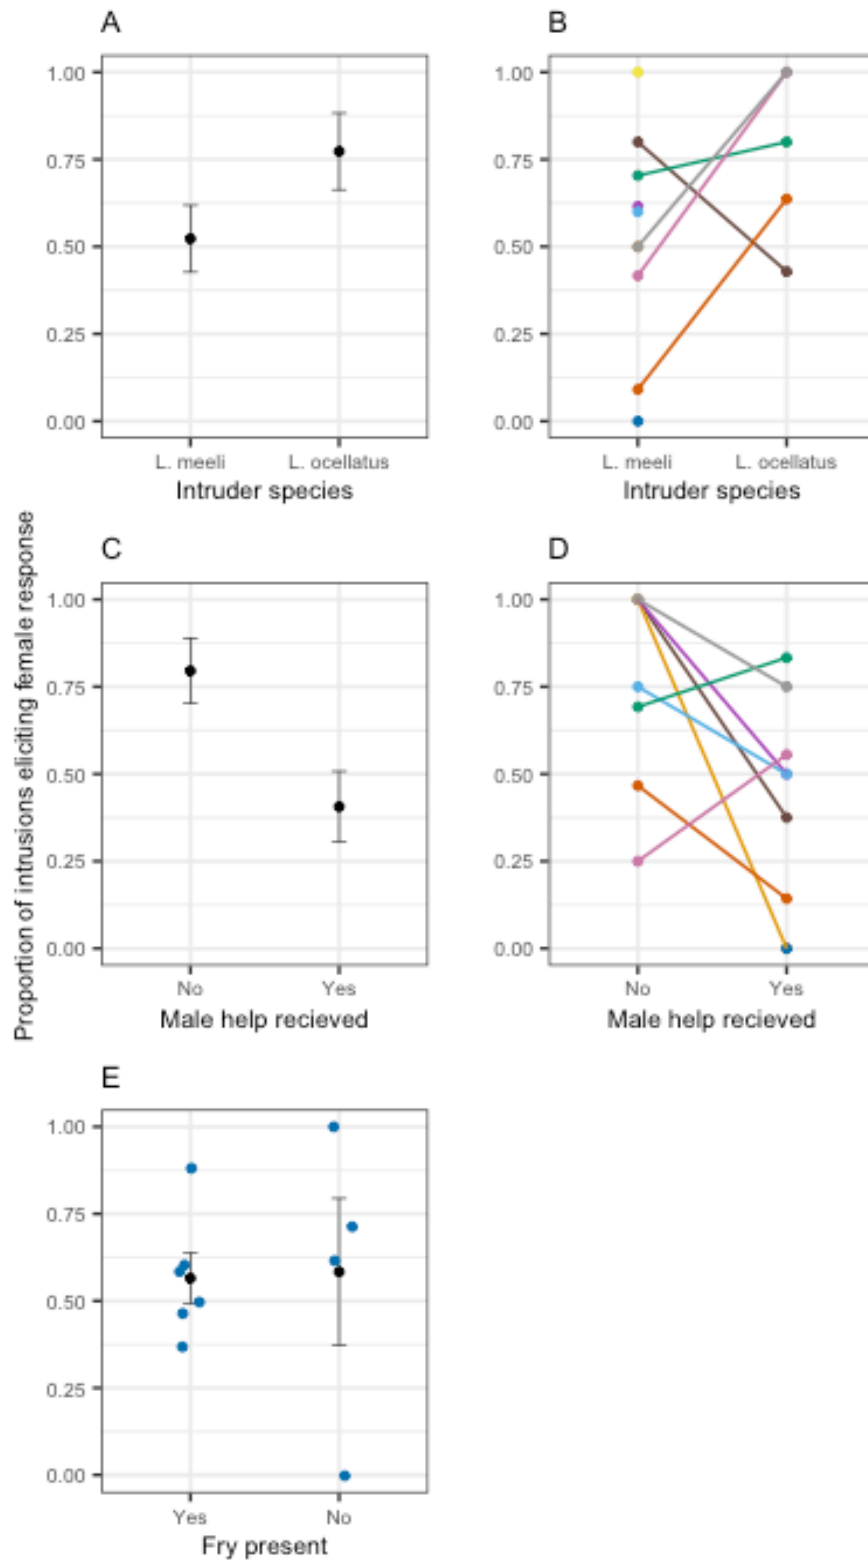 A
1.00
0.75
0.50
0.25
0.00
L. meeli L. ocellatus
Intruder species
B
1.00
0.75
0.50
0.25
0.00
L. meeli L. ocellatus
Intruder species
Proportion of intrusions eliciting female response
C
1.00
0.75
0.50
0.25
0.00
No Yes
Male help recieved
D
1.00
0.75
0.50
0.25
0.00
No Yes
Male help recieved
E
1.00
0.75
0.50
0.25
0.00
Yes No
Fry present